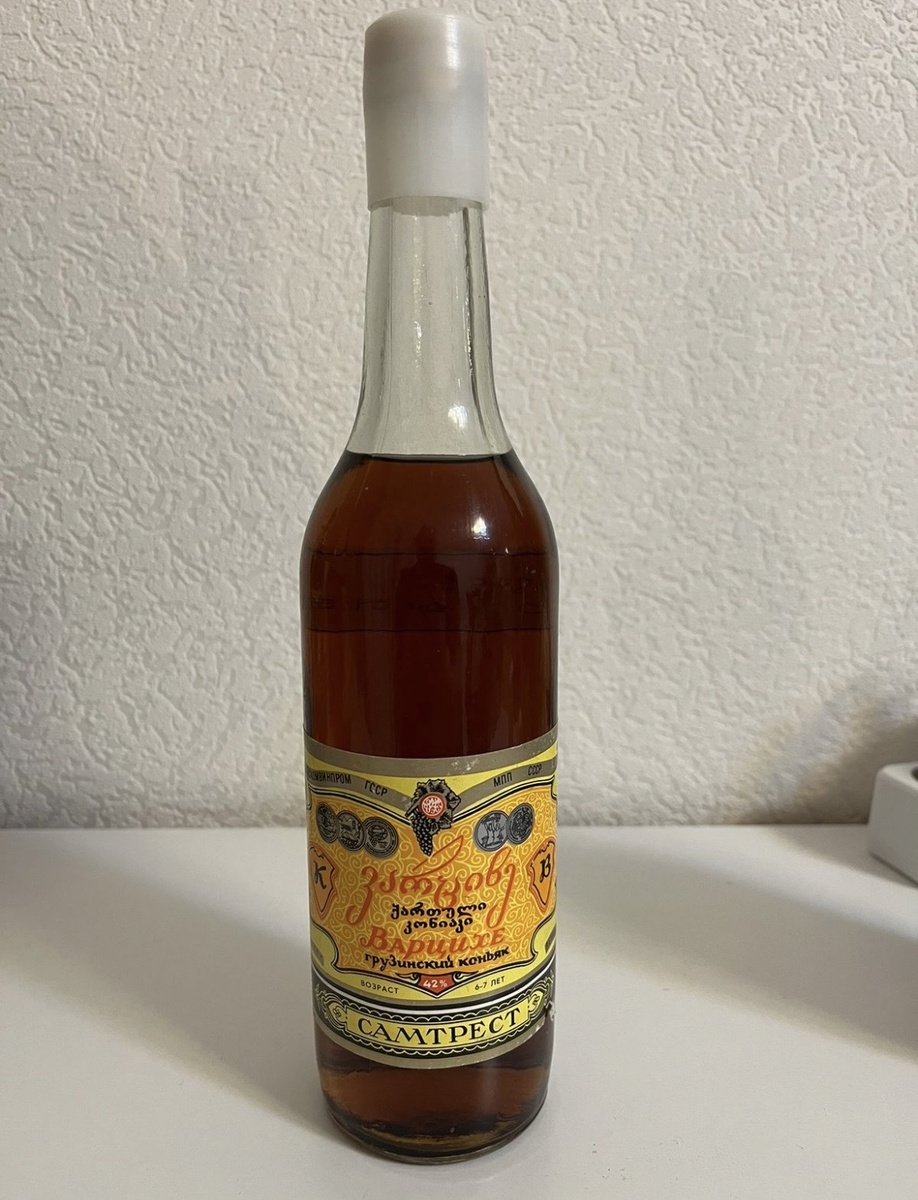 ГССР
МПП СССР
К
В
ვარციხე
ქართული
კონიაკი
Варцихе
грузинский коньяк
42%
ВОЗРАСТ 6-7 ЛЕТ
САМТРЕСТ